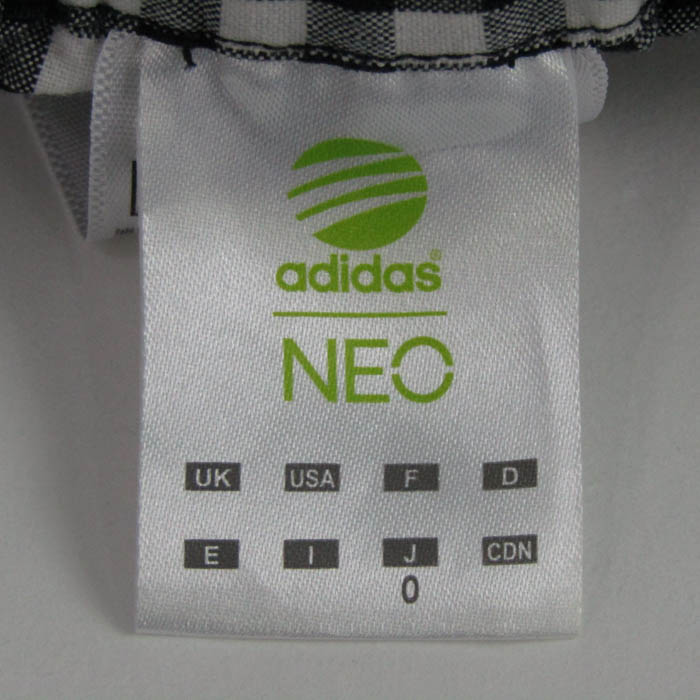 adidas®
NEO
UK USA F D
E I J CDN
0